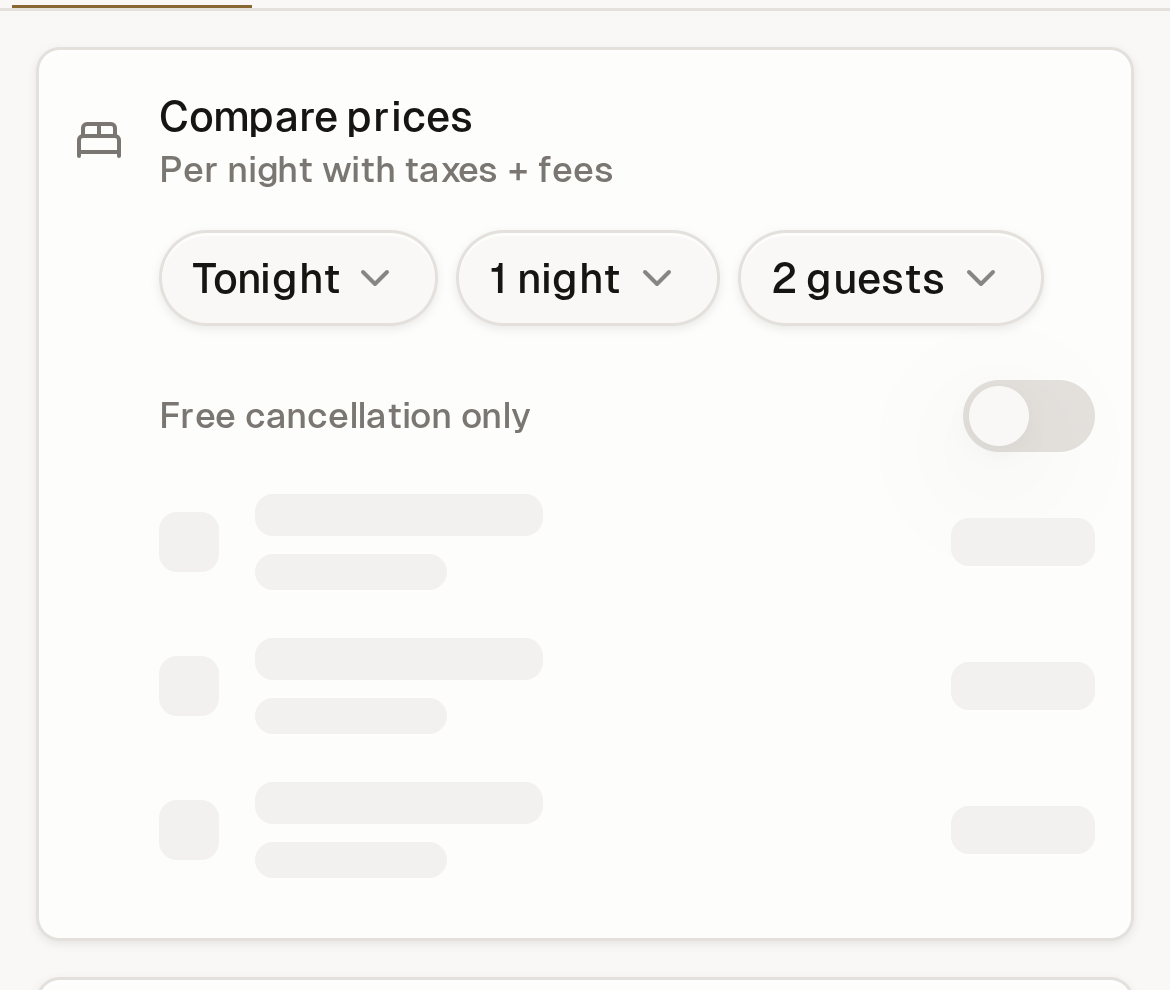 Compare prices
Per night with taxes + fees
Tonight 1 night 2 guests
Free cancellation only